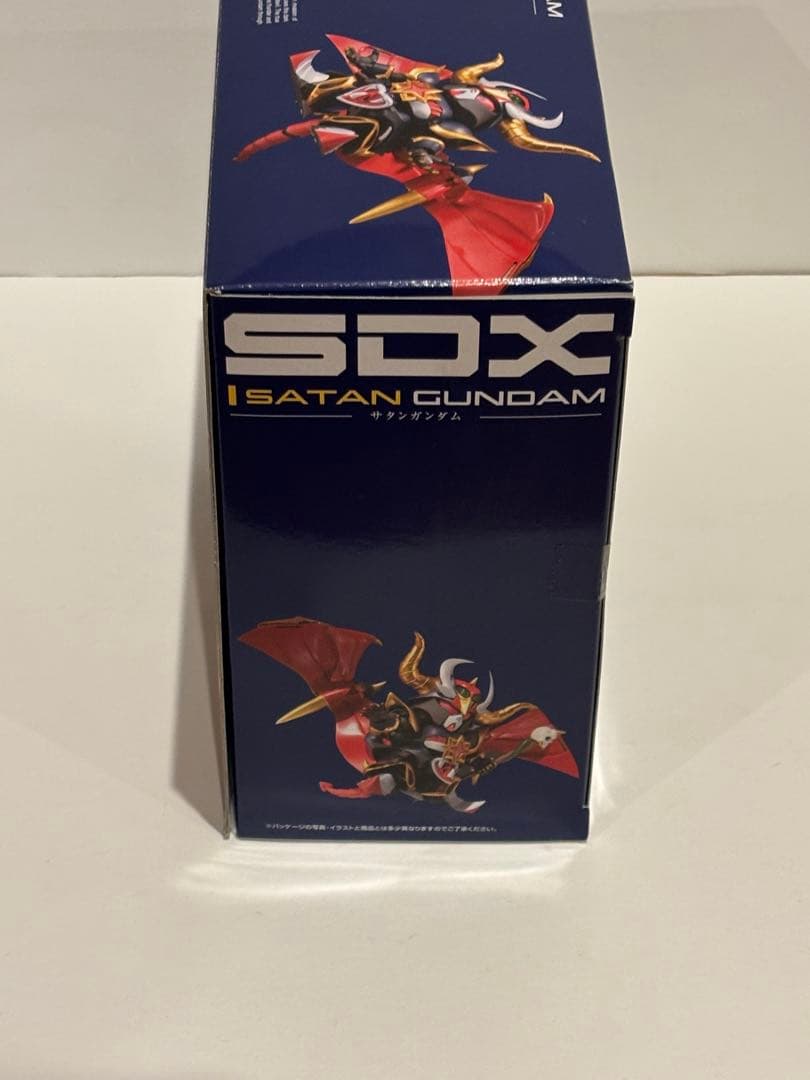 SDX
SATAN GUNDAM
サタンガンダム
※パッケージの写真・イラストと商品とは多少異なりますのでご了承ください。